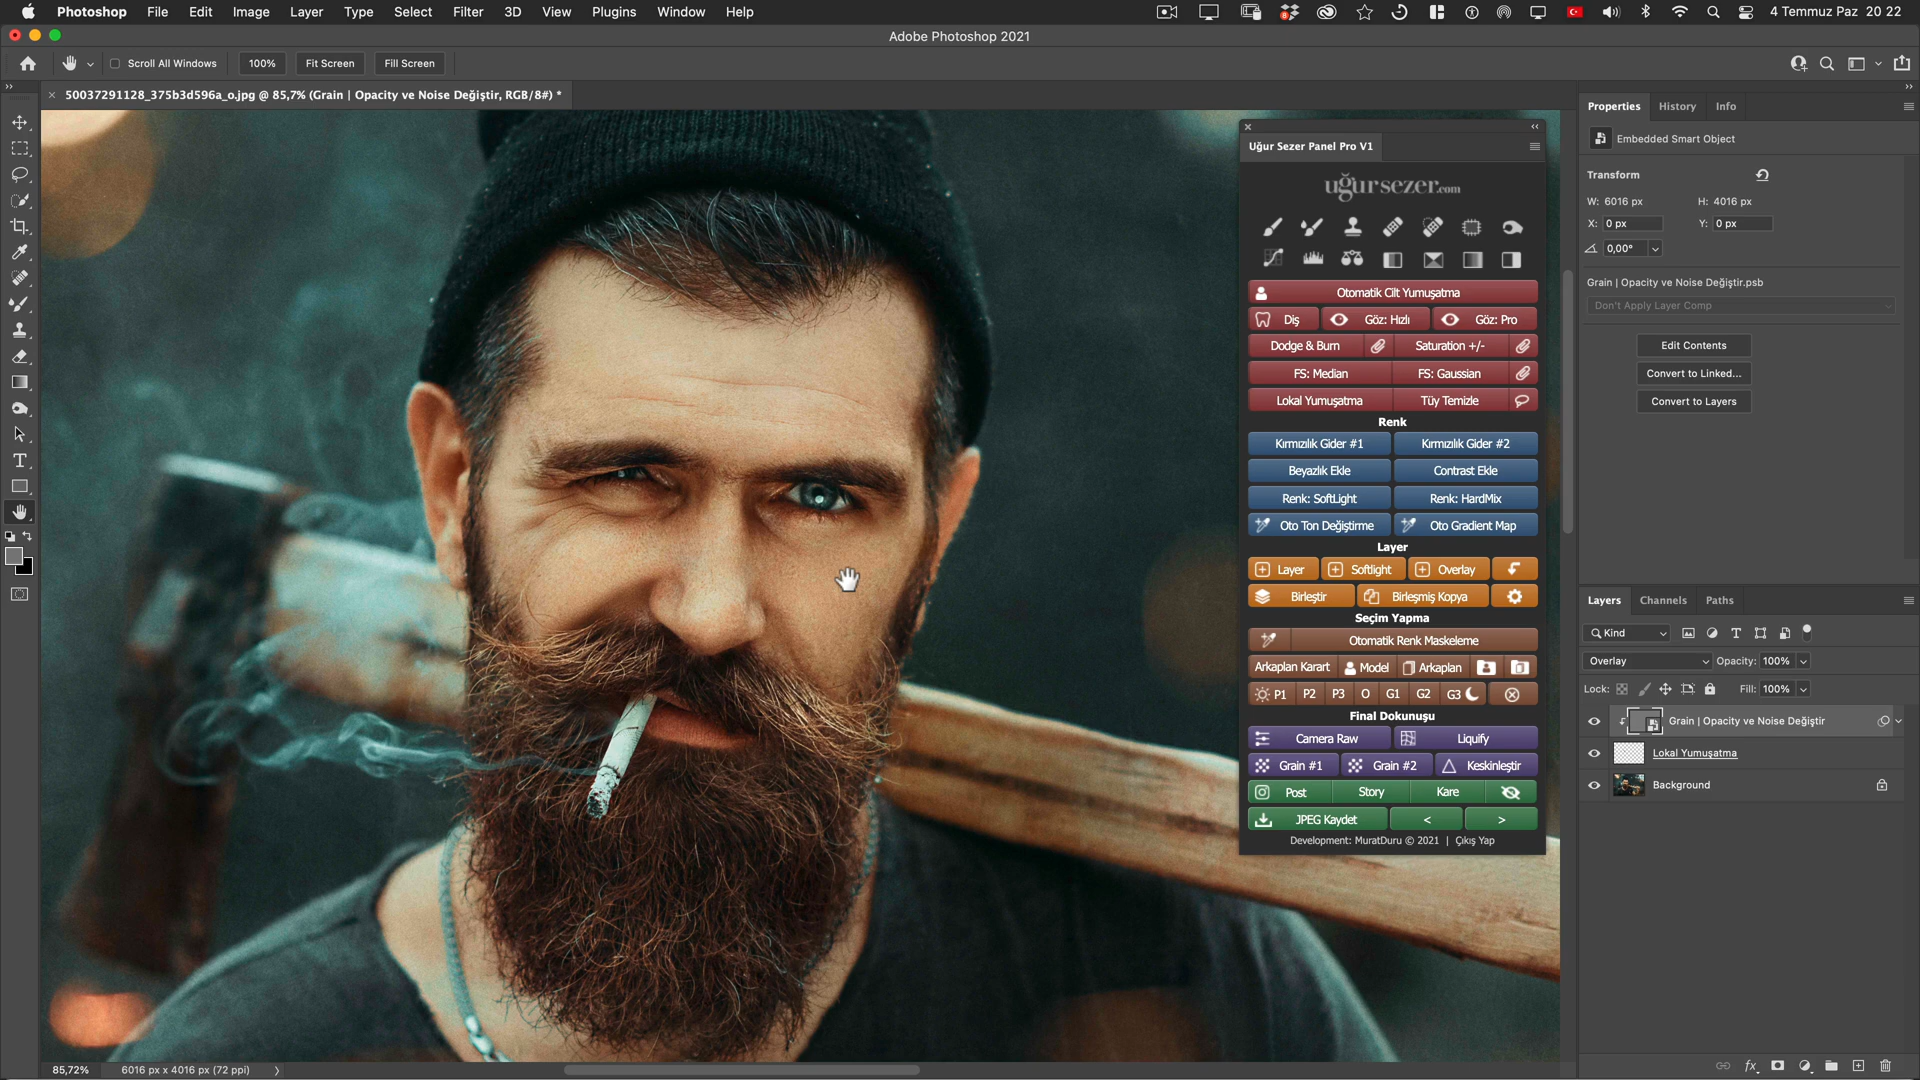 Photoshop File Edit Image Layer Type Select Filter 3D View Plugins Window Help
8
4 Temmuz Paz 20 22
Adobe Photoshop 2021
Scroll All Windows 100% Fit Screen Fill Screen
50037291128_375b3d596a_o.jpg @ 85,7% (Grain | Opacity ve Noise Değiştir, RGB/8#) *
Uğur Sezer Panel Pro V1
uğursezer.com
Otomatik Cilt Yumuşatma
Diş Göz: Hızlı Göz: Pro
Dodge & Burn Saturation +/-
FS: Median FS: Gaussian
Lokal Yumuşatma Tüy Temizle
Renk
Kırmızılık Gider #1 Kırmızılık Gider #2
Beyazlık Ekle Contrast Ekle
Renk: SoftLight Renk: HardMix
Oto Ton Değiştirme Oto Gradient Map
Layer
Layer Softlight Overlay
Birleştir Birleşmiş Kopya
Seçim Yapma
Otomatik Renk Maskeleme
Arkaplan Karart Model Arkaplan
P1 P2 P3 O G1 G2 G3
Final Dokunuşu
Camera Raw Liquify
Grain #1 Grain #2 Keskinleştir
Post Story Kare
JPEG Kaydet < >
Development: MuratDuru © 2021 | Çıkış Yap
Properties History Info
Embedded Smart Object
Transform
W: 6016 px H: 4016 px
X: 0 px Y: 0 px
0,00°
Grain | Opacity ve Noise Değiştir.psb
Don't Apply Layer Comp
Edit Contents
Convert to Linked...
Convert to Layers
Layers Channels Paths
Kind
Overlay Opacity: 100%
Lock: Fill: 100%
Grain | Opacity ve Noise Değiştir
Lokal Yumuşatma
Background
85,72% 6016 px x 4016 px (72 ppi)